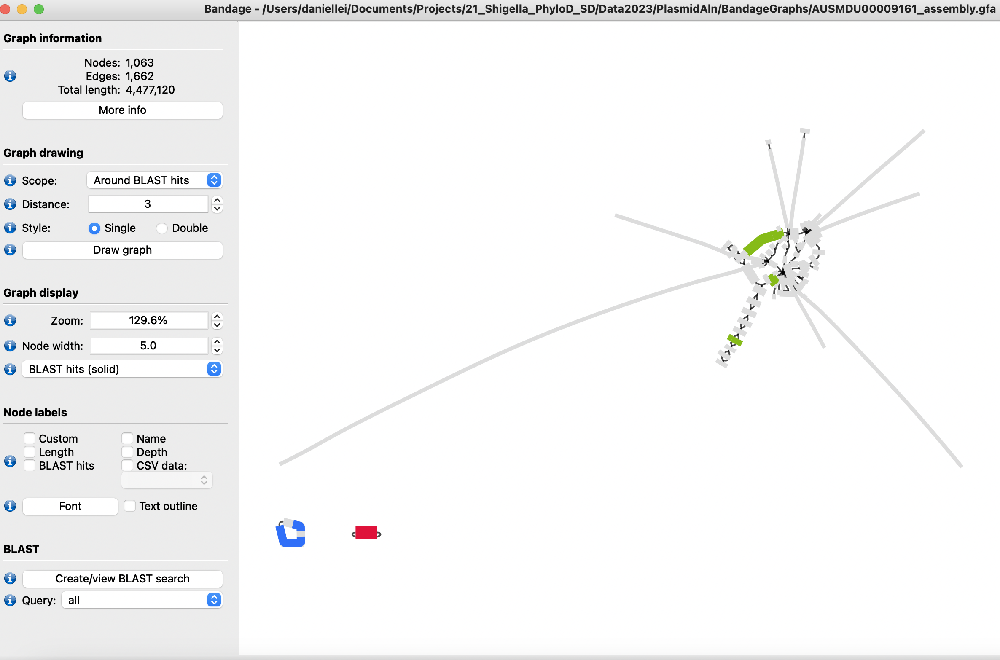 Bandage - /Users/daniellei/Documents/Projects/21_Shigella_PhyloD_SD/Data2023/PlasmidAln/BandageGraphs/AUSMDU00009161_assembly.gfa
Graph information
Nodes: 1,063
Edges: 1,662
Total length: 4,477,120
More info
Graph drawing
Scope: Around BLAST hits
Distance: 3
Style: Single Double
Draw graph
Graph display
Zoom: 129.6%
Node width: 5.0
BLAST hits (solid)
Node labels
Custom Name
Length Depth
BLAST hits CSV data:
Font Text outline
BLAST
Create/view BLAST search
Query: all